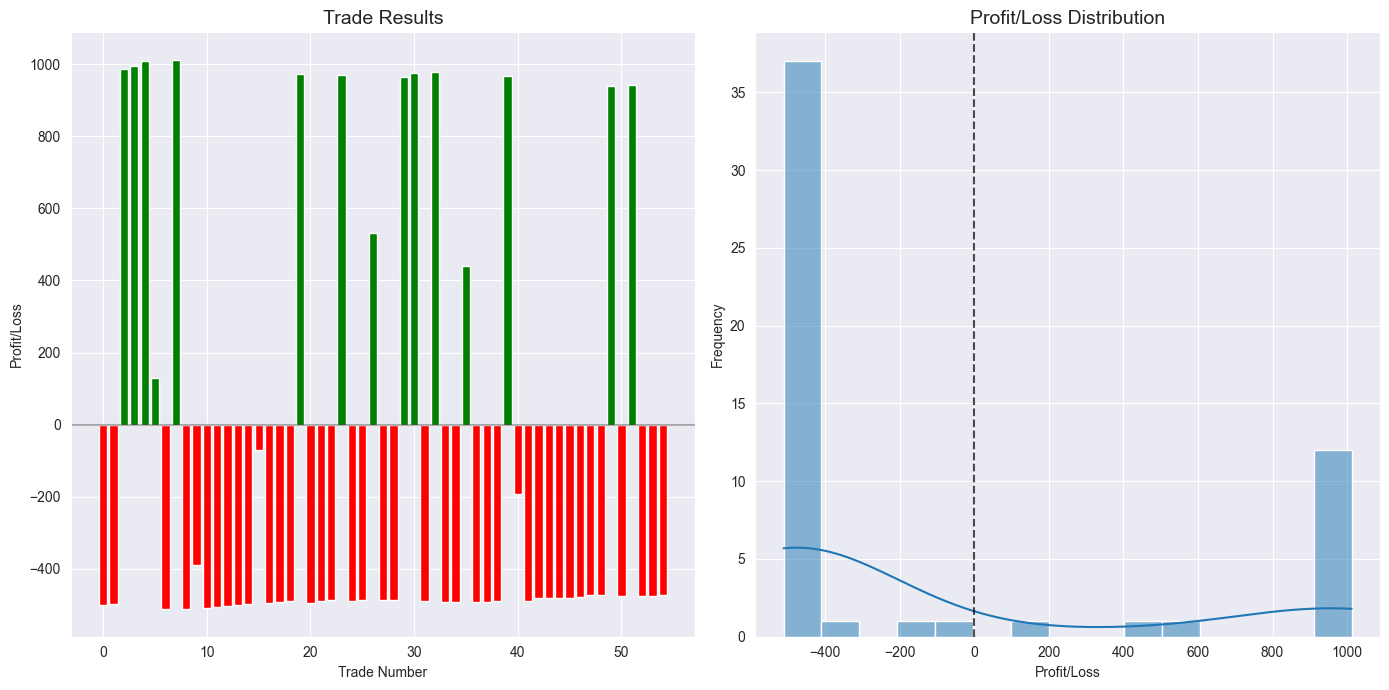 Trade Results
1000
800
600
400
200
0
−200
−400
Profit/Loss
0 10 20 30 40 50
Trade Number
Profit/Loss Distribution
35
30
25
20
15
10
5
0
Frequency
−400 −200 0 200 400 600 800 1000
Profit/Loss